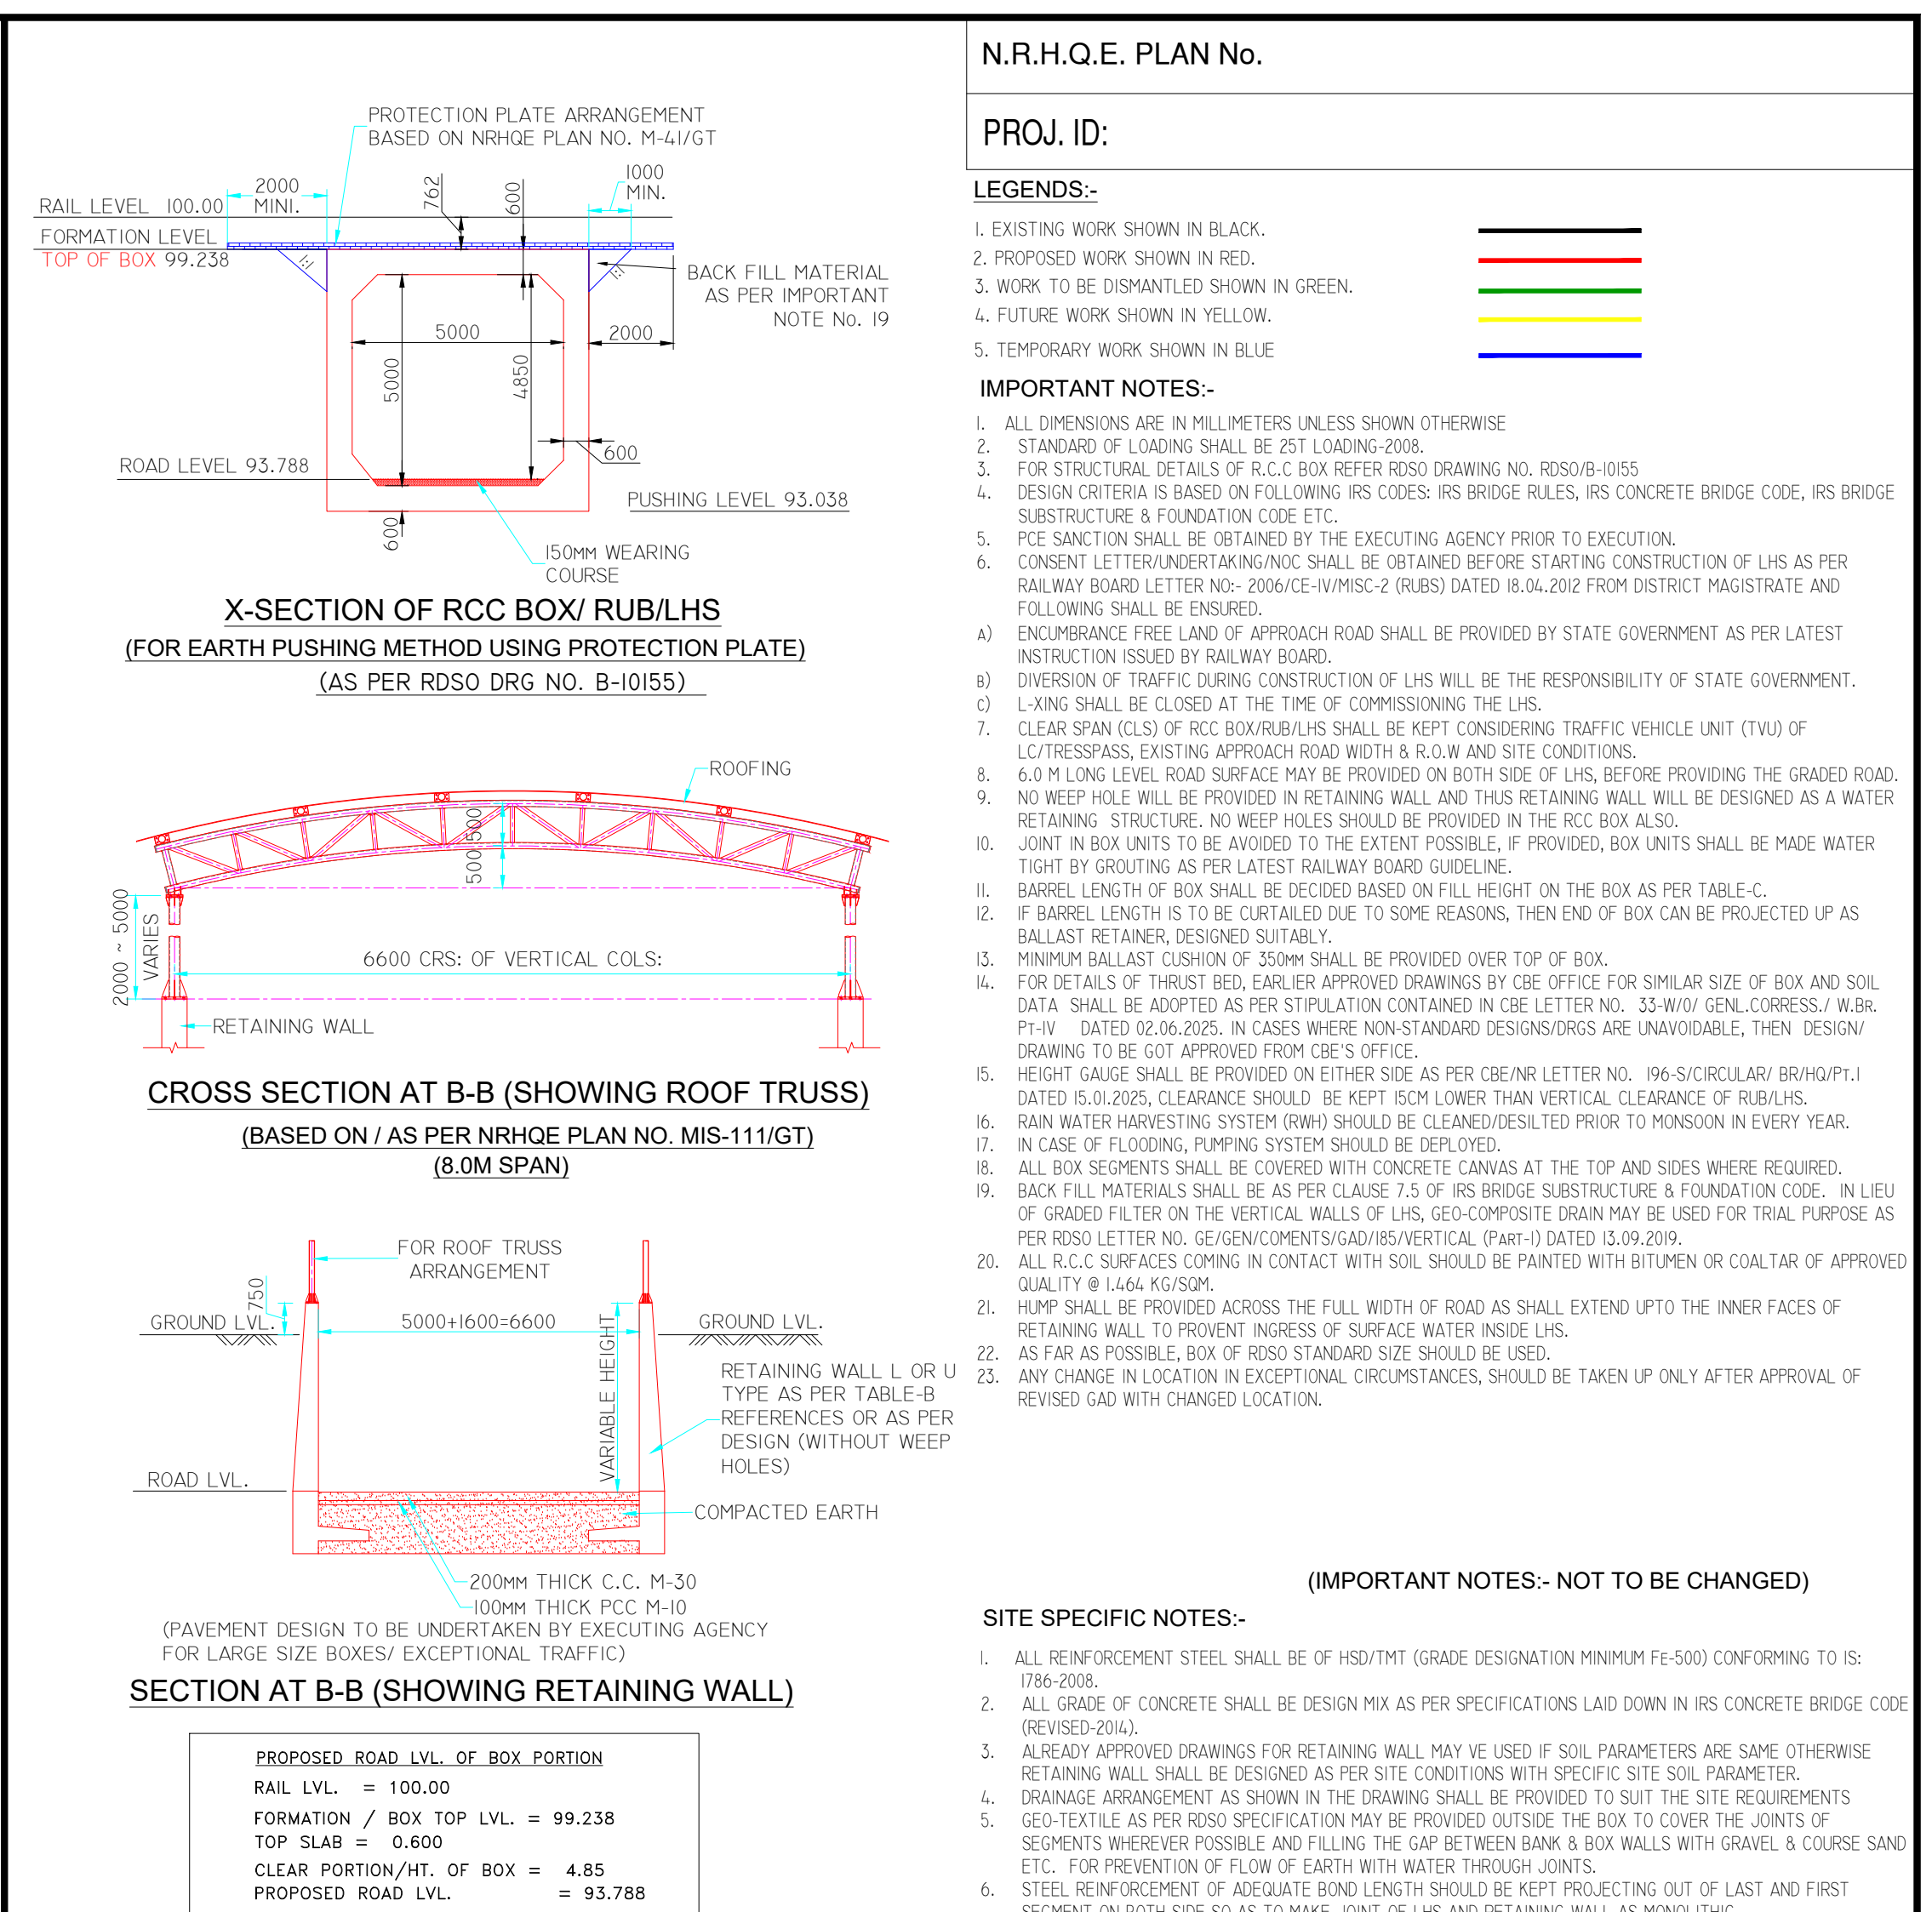 PROTECTION PLATE ARRANGEMENT
BASED ON NRHQE PLAN NO. M-41/GT
2000
MINI.
762
600
1000
MIN.
RAIL LEVEL 100.00
FORMATION LEVEL
TOP OF BOX 99.238
1:1
1:1
BACK FILL MATERIAL
AS PER IMPORTANT
NOTE No. 19
5000
2000
5000
4850
600
ROAD LEVEL 93.788
PUSHING LEVEL 93.038
600
150MM WEARING
COURSE
X-SECTION OF RCC BOX/ RUB/LHS
(FOR EARTH PUSHING METHOD USING PROTECTION PLATE)
(AS PER RDSO DRG NO. B-10155)
ROOFING
500
500
2000 ~ 5000
VARIES
6600 CRS: OF VERTICAL COLS:
RETAINING WALL
CROSS SECTION AT B-B (SHOWING ROOF TRUSS)
(BASED ON / AS PER NRHQE PLAN NO. MIS-111/GT)
(8.0M SPAN)
FOR ROOF TRUSS
ARRANGEMENT
750
GROUND LVL.
5000+1600=6600
GROUND LVL.
VARIABLE HEIGHT
RETAINING WALL L OR U
TYPE AS PER TABLE-B
REFERENCES OR AS PER
DESIGN (WITHOUT WEEP
HOLES)
ROAD LVL.
COMPACTED EARTH
200MM THICK C.C. M-30
100MM THICK PCC M-10
(PAVEMENT DESIGN TO BE UNDERTAKEN BY EXECUTING AGENCY
FOR LARGE SIZE BOXES/ EXCEPTIONAL TRAFFIC)
SECTION AT B-B (SHOWING RETAINING WALL)
PROPOSED ROAD LVL. OF BOX PORTION
RAIL LVL. = 100.00
FORMATION / BOX TOP LVL. = 99.238
TOP SLAB = 0.600
CLEAR PORTION/HT. OF BOX = 4.85
PROPOSED ROAD LVL. = 93.788
N.R.H.Q.E. PLAN No.
PROJ. ID:
LEGENDS:-
1. EXISTING WORK SHOWN IN BLACK.
2. PROPOSED WORK SHOWN IN RED.
3. WORK TO BE DISMANTLED SHOWN IN GREEN.
4. FUTURE WORK SHOWN IN YELLOW.
5. TEMPORARY WORK SHOWN IN BLUE
IMPORTANT NOTES:-
1. ALL DIMENSIONS ARE IN MILLIMETERS UNLESS SHOWN OTHERWISE
2. STANDARD OF LOADING SHALL BE 25T LOADING-2008.
3. FOR STRUCTURAL DETAILS OF R.C.C BOX REFER RDSO DRAWING NO. RDSO/B-10155
4. DESIGN CRITERIA IS BASED ON FOLLOWING IRS CODES: IRS BRIDGE RULES, IRS CONCRETE BRIDGE CODE, IRS BRIDGE
SUBSTRUCTURE & FOUNDATION CODE ETC.
5. PCE SANCTION SHALL BE OBTAINED BY THE EXECUTING AGENCY PRIOR TO EXECUTION.
6. CONSENT LETTER/UNDERTAKING/NOC SHALL BE OBTAINED BEFORE STARTING CONSTRUCTION OF LHS AS PER
RAILWAY BOARD LETTER NO:- 2006/CE-IV/MISC-2 (RUBS) DATED 18.04.2012 FROM DISTRICT MAGISTRATE AND
FOLLOWING SHALL BE ENSURED.
A) ENCUMBRANCE FREE LAND OF APPROACH ROAD SHALL BE PROVIDED BY STATE GOVERNMENT AS PER LATEST
INSTRUCTION ISSUED BY RAILWAY BOARD.
B) DIVERSION OF TRAFFIC DURING CONSTRUCTION OF LHS WILL BE THE RESPONSIBILITY OF STATE GOVERNMENT.
C) L-XING SHALL BE CLOSED AT THE TIME OF COMMISSIONING THE LHS.
7. CLEAR SPAN (CLS) OF RCC BOX/RUB/LHS SHALL BE KEPT CONSIDERING TRAFFIC VEHICLE UNIT (TVU) OF
LC/TRESSPASS, EXISTING APPROACH ROAD WIDTH & R.O.W AND SITE CONDITIONS.
8. 6.0 M LONG LEVEL ROAD SURFACE MAY BE PROVIDED ON BOTH SIDE OF LHS, BEFORE PROVIDING THE GRADED ROAD.
9. NO WEEP HOLE WILL BE PROVIDED IN RETAINING WALL AND THUS RETAINING WALL WILL BE DESIGNED AS A WATER
RETAINING STRUCTURE. NO WEEP HOLES SHOULD BE PROVIDED IN THE RCC BOX ALSO.
10. JOINT IN BOX UNITS TO BE AVOIDED TO THE EXTENT POSSIBLE, IF PROVIDED, BOX UNITS SHALL BE MADE WATER
TIGHT BY GROUTING AS PER LATEST RAILWAY BOARD GUIDELINE.
11. BARREL LENGTH OF BOX SHALL BE DECIDED BASED ON FILL HEIGHT ON THE BOX AS PER TABLE-C.
12. IF BARREL LENGTH IS TO BE CURTAILED DUE TO SOME REASONS, THEN END OF BOX CAN BE PROJECTED UP AS
BALLAST RETAINER, DESIGNED SUITABLY.
13. MINIMUM BALLAST CUSHION OF 350MM SHALL BE PROVIDED OVER TOP OF BOX.
14. FOR DETAILS OF THRUST BED, EARLIER APPROVED DRAWINGS BY CBE OFFICE FOR SIMILAR SIZE OF BOX AND SOIL
DATA SHALL BE ADOPTED AS PER STIPULATION CONTAINED IN CBE LETTER NO. 33-W/0/ GENL.CORRESS./ W.BR.
PT-IV DATED 02.06.2025. IN CASES WHERE NON-STANDARD DESIGNS/DRGS ARE UNAVOIDABLE, THEN DESIGN/
DRAWING TO BE GOT APPROVED FROM CBE'S OFFICE.
15. HEIGHT GAUGE SHALL BE PROVIDED ON EITHER SIDE AS PER CBE/NR LETTER NO. 196-S/CIRCULAR/ BR/HQ/PT.1
DATED 15.01.2025, CLEARANCE SHOULD BE KEPT 15CM LOWER THAN VERTICAL CLEARANCE OF RUB/LHS.
16. RAIN WATER HARVESTING SYSTEM (RWH) SHOULD BE CLEANED/DESILTED PRIOR TO MONSOON IN EVERY YEAR.
17. IN CASE OF FLOODING, PUMPING SYSTEM SHOULD BE DEPLOYED.
18. ALL BOX SEGMENTS SHALL BE COVERED WITH CONCRETE CANVAS AT THE TOP AND SIDES WHERE REQUIRED.
19. BACK FILL MATERIALS SHALL BE AS PER CLAUSE 7.5 OF IRS BRIDGE SUBSTRUCTURE & FOUNDATION CODE. IN LIEU
OF GRADED FILTER ON THE VERTICAL WALLS OF LHS, GEO-COMPOSITE DRAIN MAY BE USED FOR TRIAL PURPOSE AS
PER RDSO LETTER NO. GE/GEN/COMENTS/GAD/185/VERTICAL (PART-1) DATED 13.09.2019.
20. ALL R.C.C SURFACES COMING IN CONTACT WITH SOIL SHOULD BE PAINTED WITH BITUMEN OR COALTAR OF APPROVED
QUALITY @ 1.464 KG/SQM.
21. HUMP SHALL BE PROVIDED ACROSS THE FULL WIDTH OF ROAD AS SHALL EXTEND UPTO THE INNER FACES OF
RETAINING WALL TO PROVENT INGRESS OF SURFACE WATER INSIDE LHS.
22. AS FAR AS POSSIBLE, BOX OF RDSO STANDARD SIZE SHOULD BE USED.
23. ANY CHANGE IN LOCATION IN EXCEPTIONAL CIRCUMSTANCES, SHOULD BE TAKEN UP ONLY AFTER APPROVAL OF
REVISED GAD WITH CHANGED LOCATION.
(IMPORTANT NOTES:- NOT TO BE CHANGED)
SITE SPECIFIC NOTES:-
1. ALL REINFORCEMENT STEEL SHALL BE OF HSD/TMT (GRADE DESIGNATION MINIMUM FE-500) CONFORMING TO IS:
1786-2008.
2. ALL GRADE OF CONCRETE SHALL BE DESIGN MIX AS PER SPECIFICATIONS LAID DOWN IN IRS CONCRETE BRIDGE CODE
(REVISED-2014).
3. ALREADY APPROVED DRAWINGS FOR RETAINING WALL MAY VE USED IF SOIL PARAMETERS ARE SAME OTHERWISE
RETAINING WALL SHALL BE DESIGNED AS PER SITE CONDITIONS WITH SPECIFIC SITE SOIL PARAMETER.
4. DRAINAGE ARRANGEMENT AS SHOWN IN THE DRAWING SHALL BE PROVIDED TO SUIT THE SITE REQUIREMENTS
5. GEO-TEXTILE AS PER RDSO SPECIFICATION MAY BE PROVIDED OUTSIDE THE BOX TO COVER THE JOINTS OF
SEGMENTS WHEREVER POSSIBLE AND FILLING THE GAP BETWEEN BANK & BOX WALLS WITH GRAVEL & COURSE SAND
ETC. FOR PREVENTION OF FLOW OF EARTH WITH WATER THROUGH JOINTS.
6. STEEL REINFORCEMENT OF ADEQUATE BOND LENGTH SHOULD BE KEPT PROJECTING OUT OF LAST AND FIRST
SEGMENT ON BOTH SIDE SO AS TO MAKE JOINT OF LHS AND RETAINING WALL AS MONOLITHIC